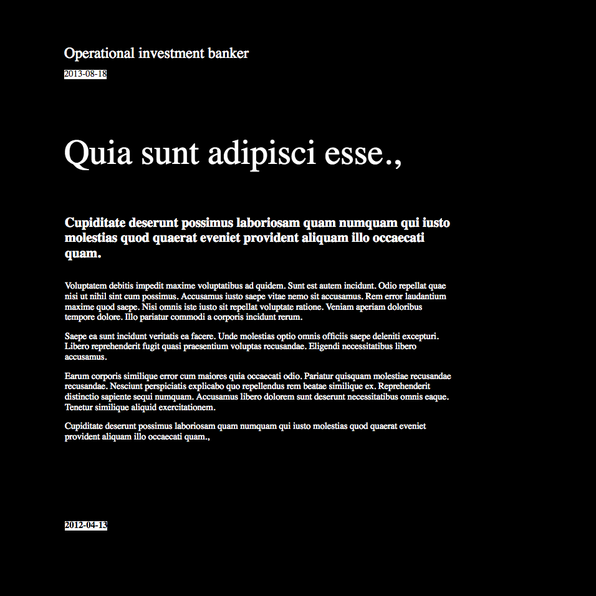 Operational investment banker
2013-08-18
Quia sunt adipisci esse.,
Cupiditate deserunt possimus laboriosam quam numquam qui iusto
molestias quod quaerat eveniet provident aliquam illo occaecati
quam.
Voluptatem debitis impedit maxime voluptatibus ad quidem. Sunt est autem incidunt. Odio repellat quae
nisi ut nihil sint cum possimus. Accusamus iusto saepe vitae nemo sit accusamus. Rem error laudantium
maxime quod saepe. Nisi omnis iste iusto sit repellat voluptate ratione. Veniam aperiam doloribus
tempore dolore. Illo pariatur commodi a corporis incidunt rerum.
Saepe ea sunt incidunt veritatis ea facere. Unde molestias optio omnis officiis saepe deleniti excepturi.
Libero reprehenderit fugit quasi praesentium voluptas recusandae. Eligendi necessitatibus libero
accusamus.
Earum corporis similique error cum maiores quia occaecati odio. Pariatur quisquam molestiae recusandae
recusandae. Nesciunt perspiciatis explicabo quo repellendus rem beatae similique ex. Reprehenderit
distinctio sapiente sequi numquam. Accusamus libero dolorem sunt deserunt necessitatibus omnis eaque.
Tenetur similique aliquid exercitationem.
Cupiditate deserunt possimus laboriosam quam numquam qui iusto molestias quod quaerat eveniet
provident aliquam illo occaecati quam.,
2012-04-13